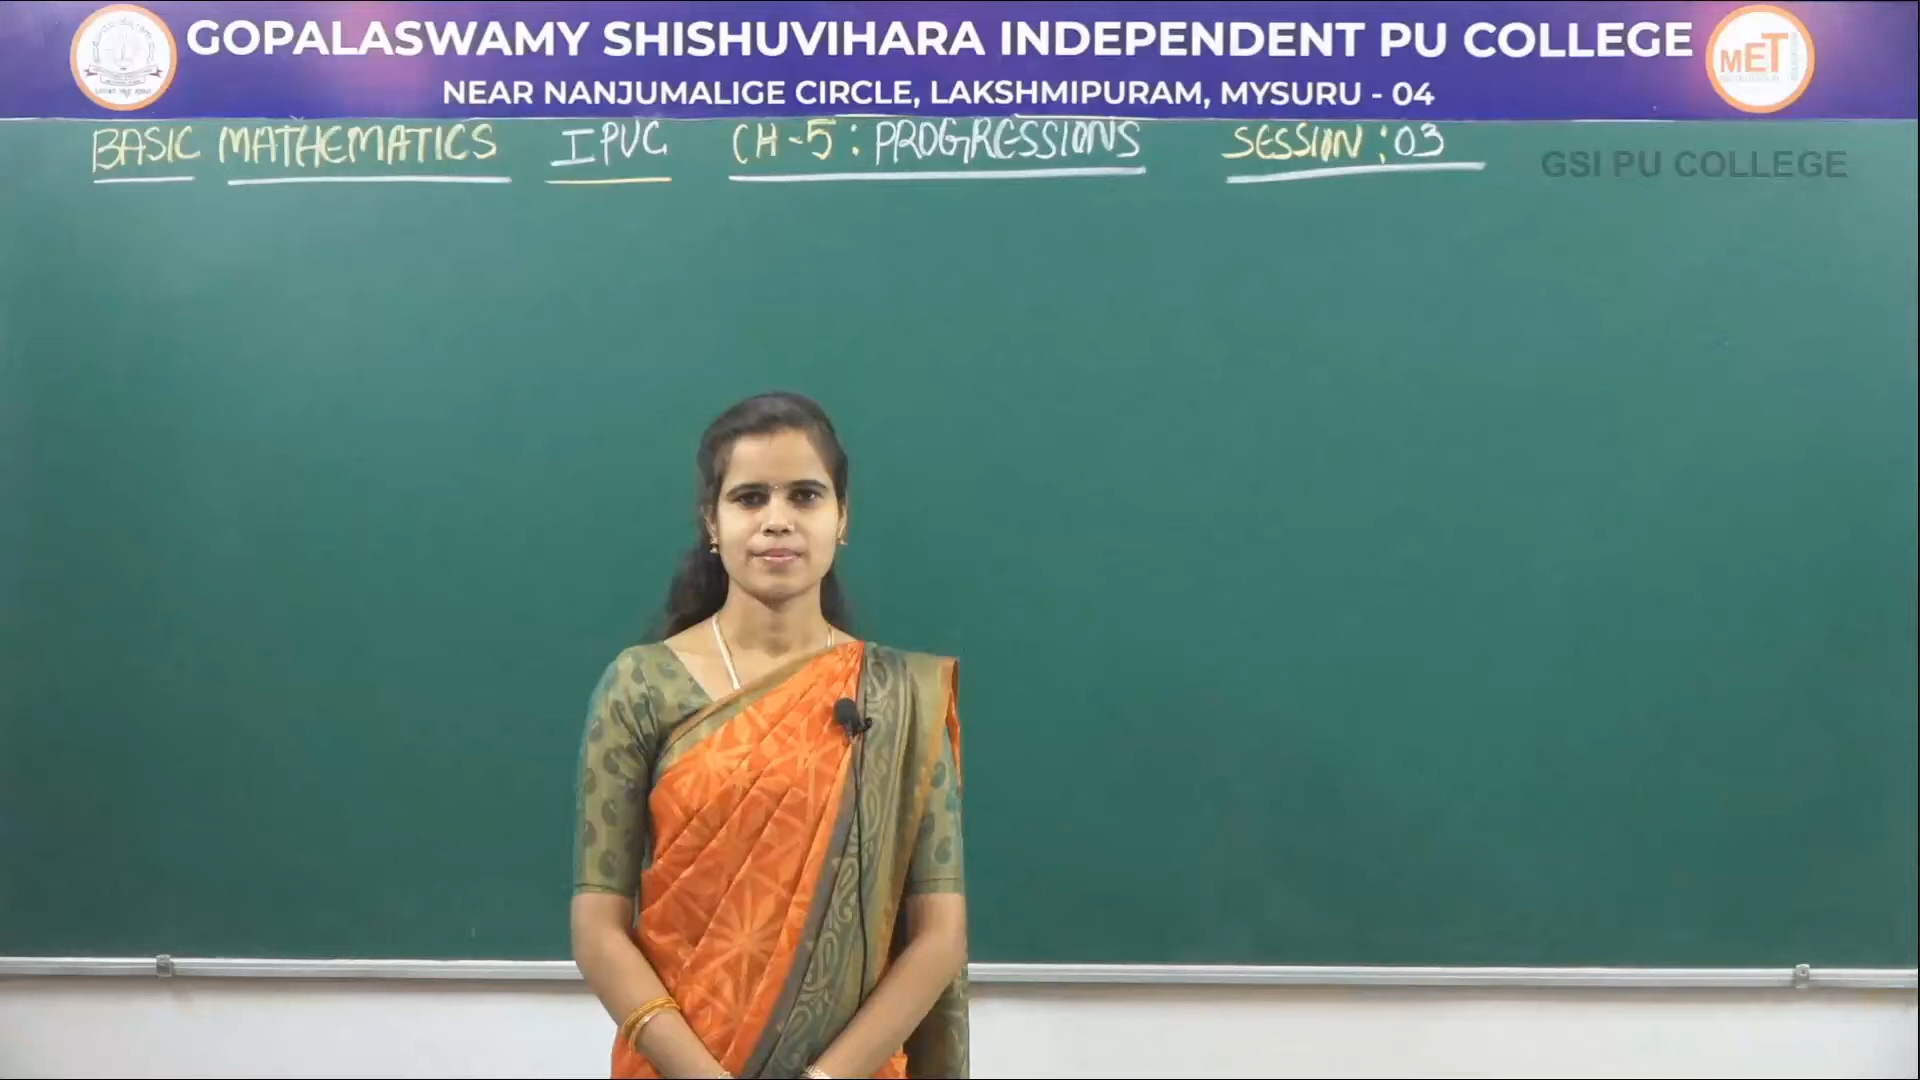 GOPALASWAMY SHISHUVIHARA INDEPENDENT PU COLLEGE
NEAR NANJUMALIGE CIRCLE, LAKSHMIPURAM, MYSURU - 04
MET
BASIC MATHEMATICS I PUC CH-5: PROGRESSIONS SESSION: 03
GSI PU COLLEGE